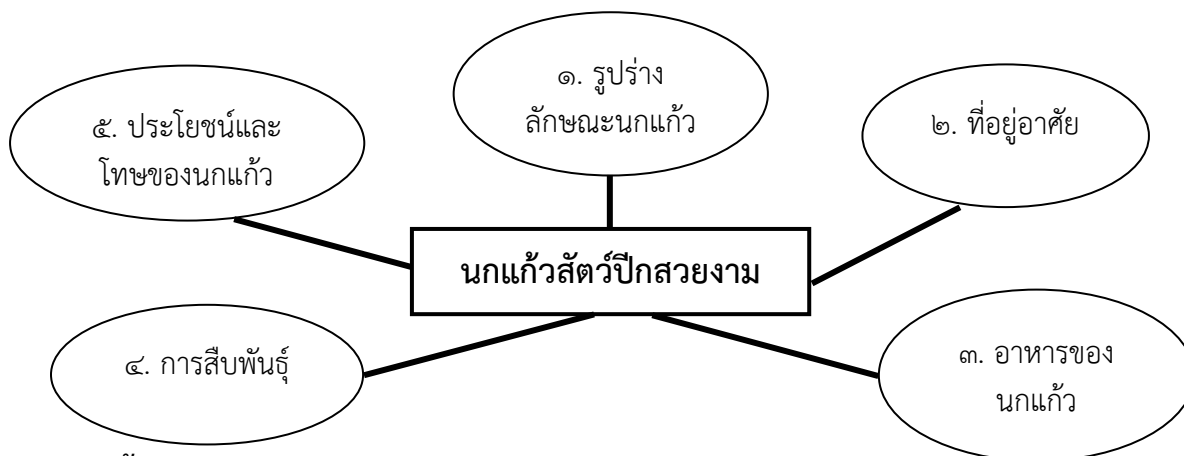 ๑. รูปร่าง
ลักษณะนกแก้ว
๕. ประโยชน์และ
โทษของนกแก้ว
๒. ที่อยู่อาศัย
นกแก้วสัตว์ปีกสวยงาม
๔. การสืบพันธุ์
๓. อาหารของ
นกแก้ว